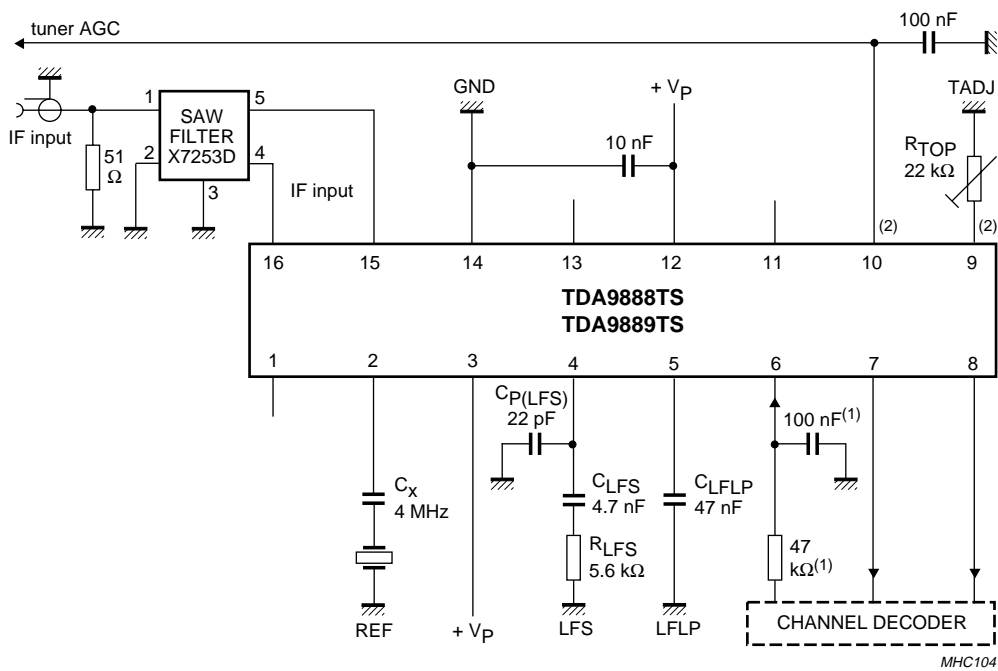 tuner AGC
100 nF
GND
+ VP
TADJ
1
SAW
FILTER
X7253D
5
2
4
3
IF input
51
Ω
IF input
10 nF
RTOP
22 kΩ
(2)
(2)
16
15
14
13
12
11
10
9
TDA9888TS
TDA9889TS
1
2
3
4
5
6
7
8
CP(LFS)
22 pF
100 nF(1)
Cx
4 MHz
CLFS
4.7 nF
CLFLP
47 nF
RLFS
5.6 kΩ
47
kΩ(1)
REF
+ VP
LFS
LFLP
CHANNEL DECODER
MHC104